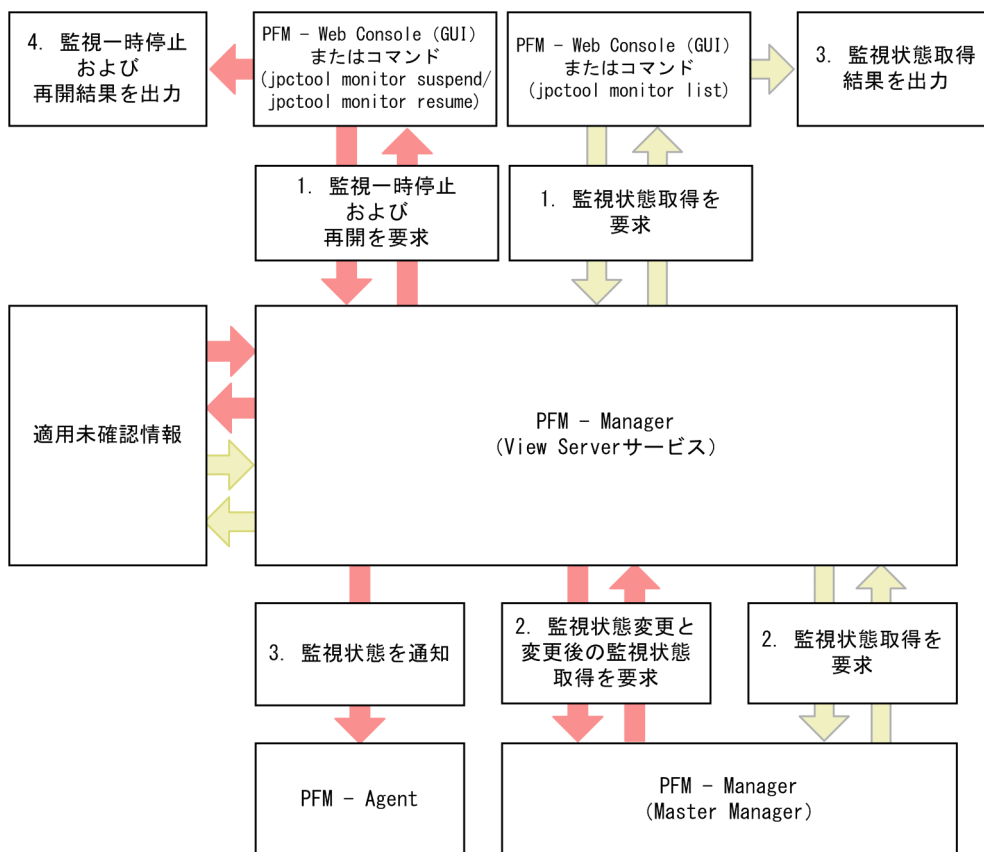 4. 監視一時停止
および
再開結果を出力
PFM - Web Console (GUI)
またはコマンド
(jpctool monitor suspend/
jpctool monitor resume)
PFM - Web Console (GUI)
またはコマンド
(jpctool monitor list)
3. 監視状態取得
結果を出力
1. 監視一時停止
および
再開を要求
1. 監視状態取得を
要求
適用未確認情報
PFM - Manager
(View Serverサービス)
3. 監視状態を通知
2. 監視状態変更と
変更後の監視状態
取得を要求
2. 監視状態取得を
要求
PFM - Agent
PFM - Manager
(Master Manager)